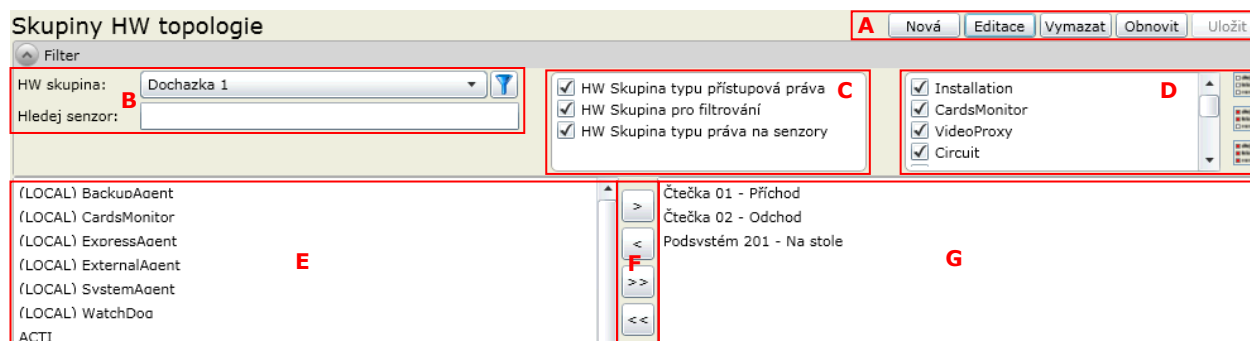 Skupiny HW topologie
A Nová Editace Vymazat Obnovit Uložit
Filter
HW skupina: Dochazka 1
B
Hledej senzor:
HW Skupina typu přístupová práva C
HW Skupina pro filtrování
HW Skupina typu práva na senzory
Installation D
CardsMonitor
VideoProxy
Circuit
(LOCAL) BackupAgent
(LOCAL) CardsMonitor
(LOCAL) ExpressAgent
(LOCAL) ExternalAgent
(LOCAL) SystemAgent
(LOCAL) WatchDog
ACTI
E
>
<
F
>>
<<
Čtečka 01 - Příchod
Čtečka 02 - Odchod
Podsystém 201 - Na stole
G